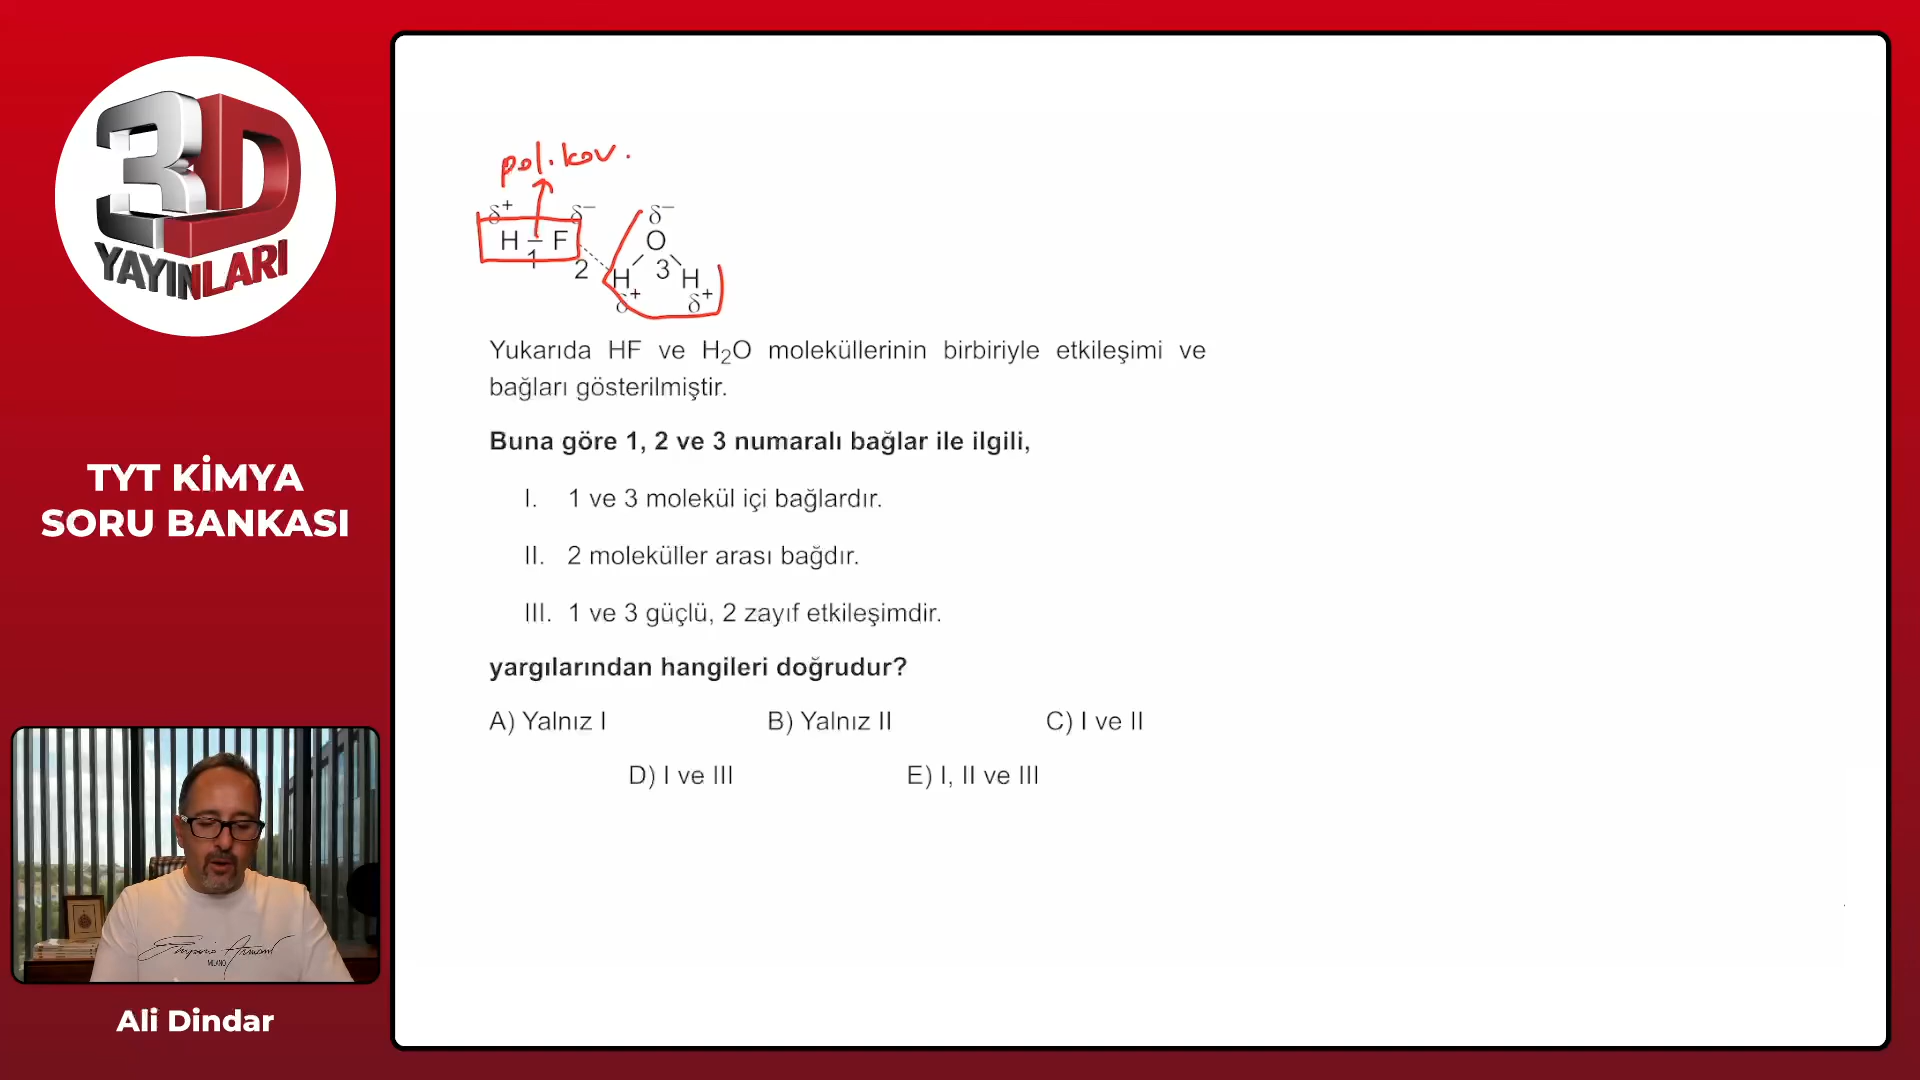 3D
YAYINLARI
TYT KİMYA
SORU BANKASI
Ali Dindar
pol. kov.
δ+ δ− δ−
H – F O
1 2 H 3 H
δ+ δ+
Yukarıda HF ve H₂O moleküllerinin birbiriyle etkileşimi ve
bağları gösterilmiştir.
Buna göre 1, 2 ve 3 numaralı bağlar ile ilgili,
I. 1 ve 3 molekül içi bağlardır.
II. 2 moleküller arası bağdır.
III. 1 ve 3 güçlü, 2 zayıf etkileşimdir.
yargılarından hangileri doğrudur?
A) Yalnız I B) Yalnız II C) I ve II
D) I ve III E) I, II ve III